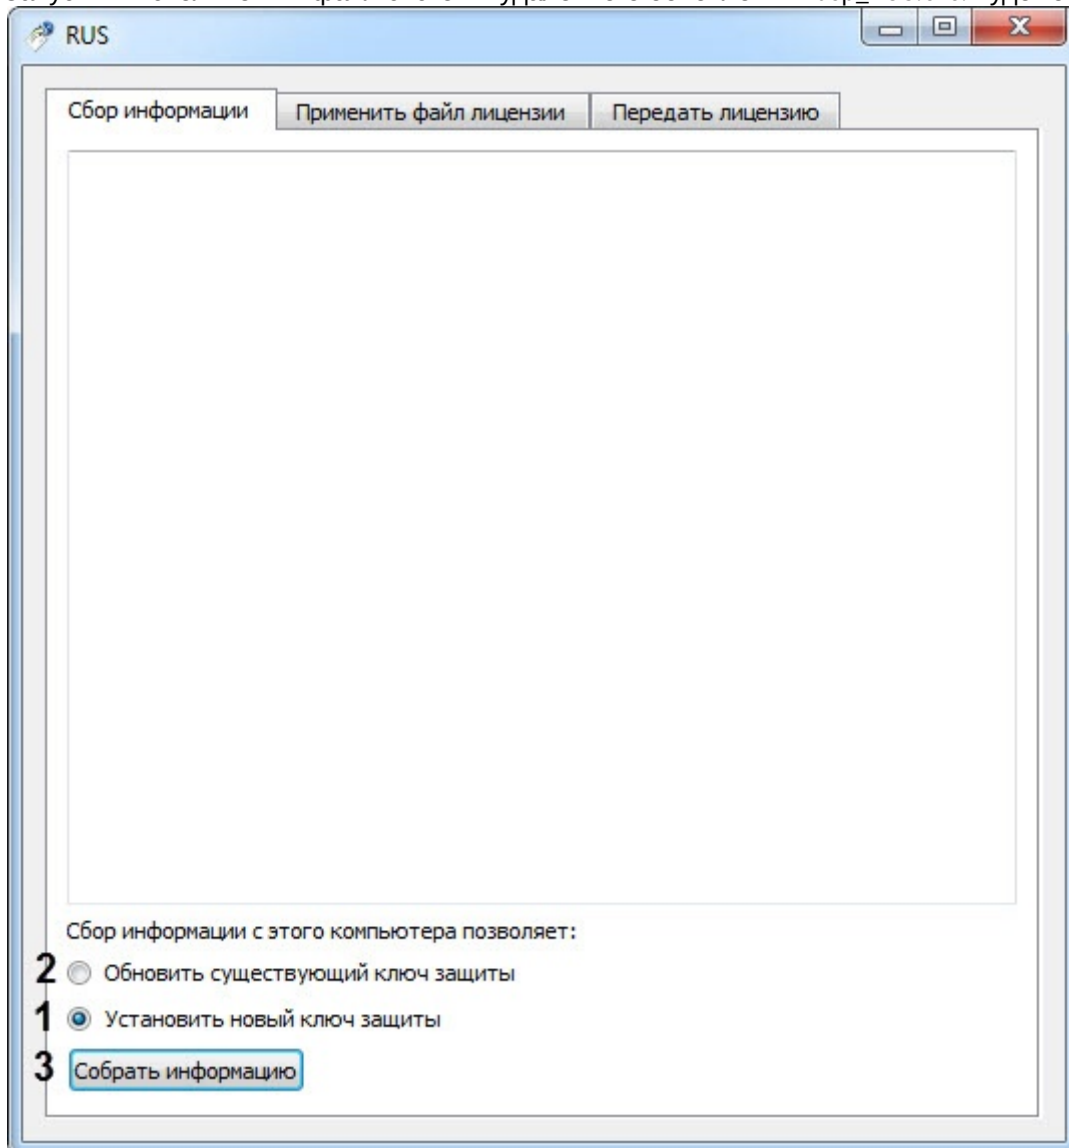 RUS
Сбор информации Применить файл лицензии Передать лицензию
Сбор информации с этого компьютера позволяет:
2 Обновить существующий ключ защиты
1 Установить новый ключ защиты
3 Собрать информацию